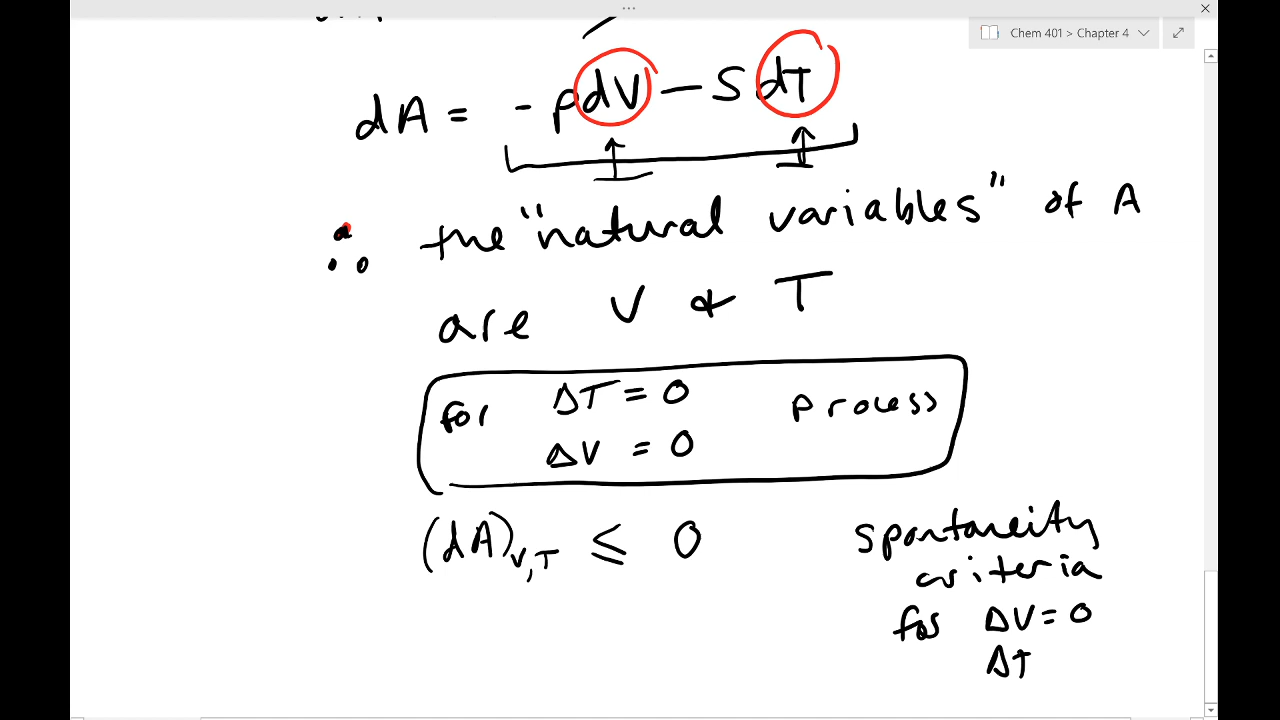 Chem 401 > Chapter 4
dA = - pdV - SdT
∴ the "natural variables" of A
are V & T
for ΔT = 0 process
ΔV = 0
(dA)V,T ≤ 0
spontaneity
criteria
for ΔV = 0
ΔT